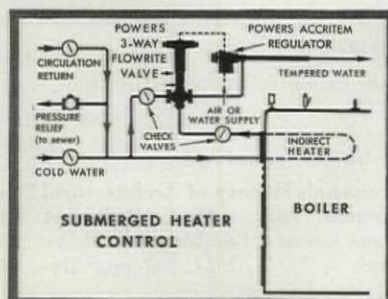 POWERS
3-WAY
FLOWRITE
VALVE
POWERS ACCRITEM
REGULATOR
CIRCULATION
RETURN
TEMPERED WATER
PRESSURE
RELIEF
(to sewer)
AIR OR
WATER SUPPLY
CHECK
VALVES
INDIRECT
HEATER
COLD WATER
BOILER
SUBMERGED HEATER
CONTROL